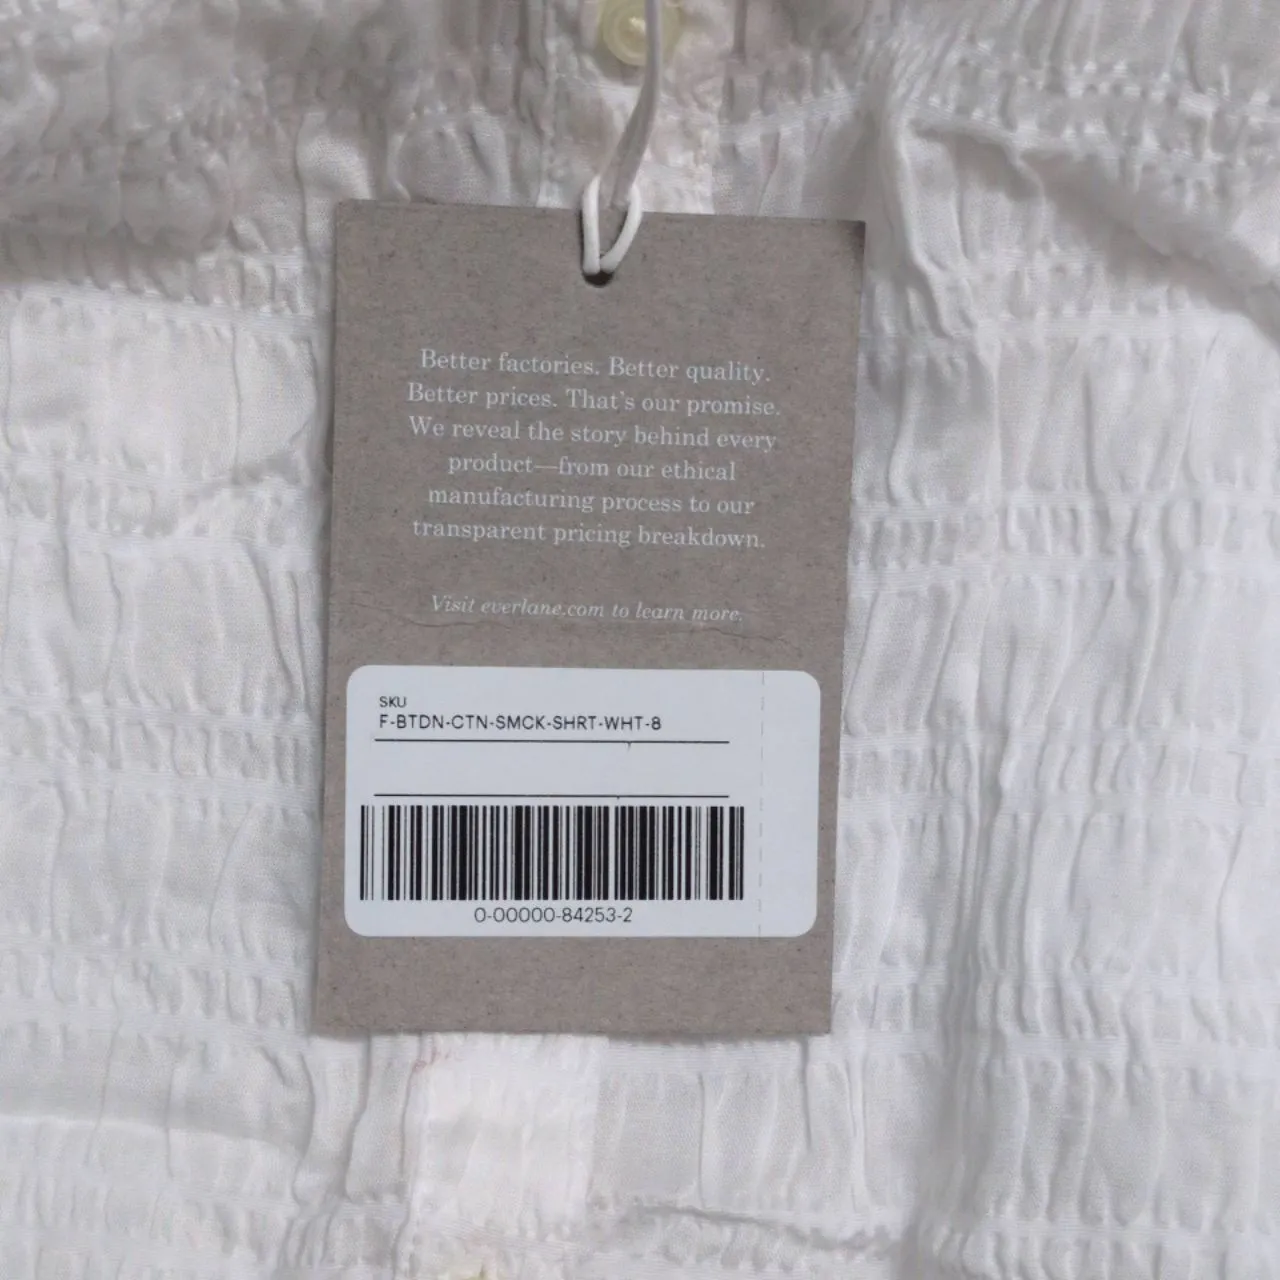 Better factories. Better quality.
Better prices. That's our promise.
We reveal the story behind every
product—from our ethical
manufacturing process to our
transparent pricing breakdown.
Visit everlane.com to learn more.
SKU
F-BTDN-CTN-SMCK-SHRT-WHT-8
0-00000-84253-2